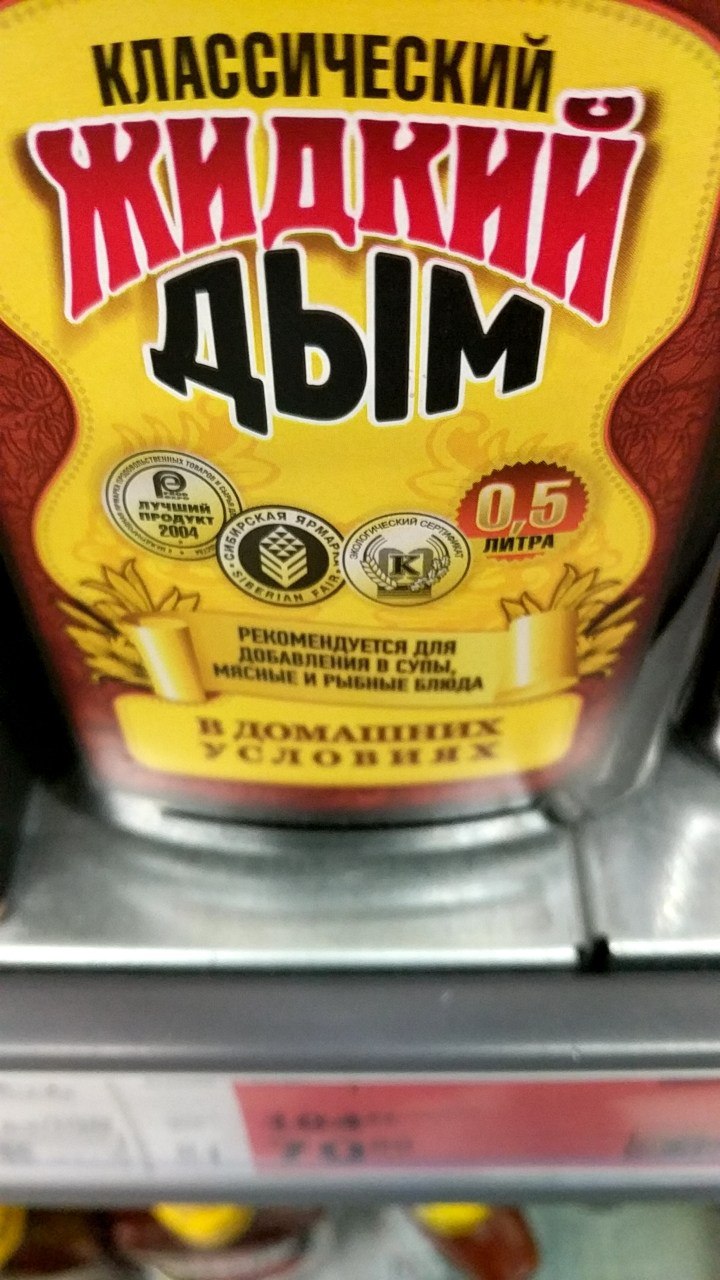 КЛАССИЧЕСКИЙ
ЖИДКИЙ
ДЫМ
ЛУЧШИЙ
ПРОДУКТ
2004
СИБИРСКАЯ ЯРМАРКА
SIBERIAN FAIR
ЭКОЛОГИЧЕСКИЙ СЕРТИФИКАТ
К
0,5
ЛИТРА
РЕКОМЕНДУЕТСЯ ДЛЯ
ДОБАВЛЕНИЯ В СУПЫ,
МЯСНЫЕ И РЫБНЫЕ БЛЮДА
В ДОМАШНИХ
УСЛОВИЯХ